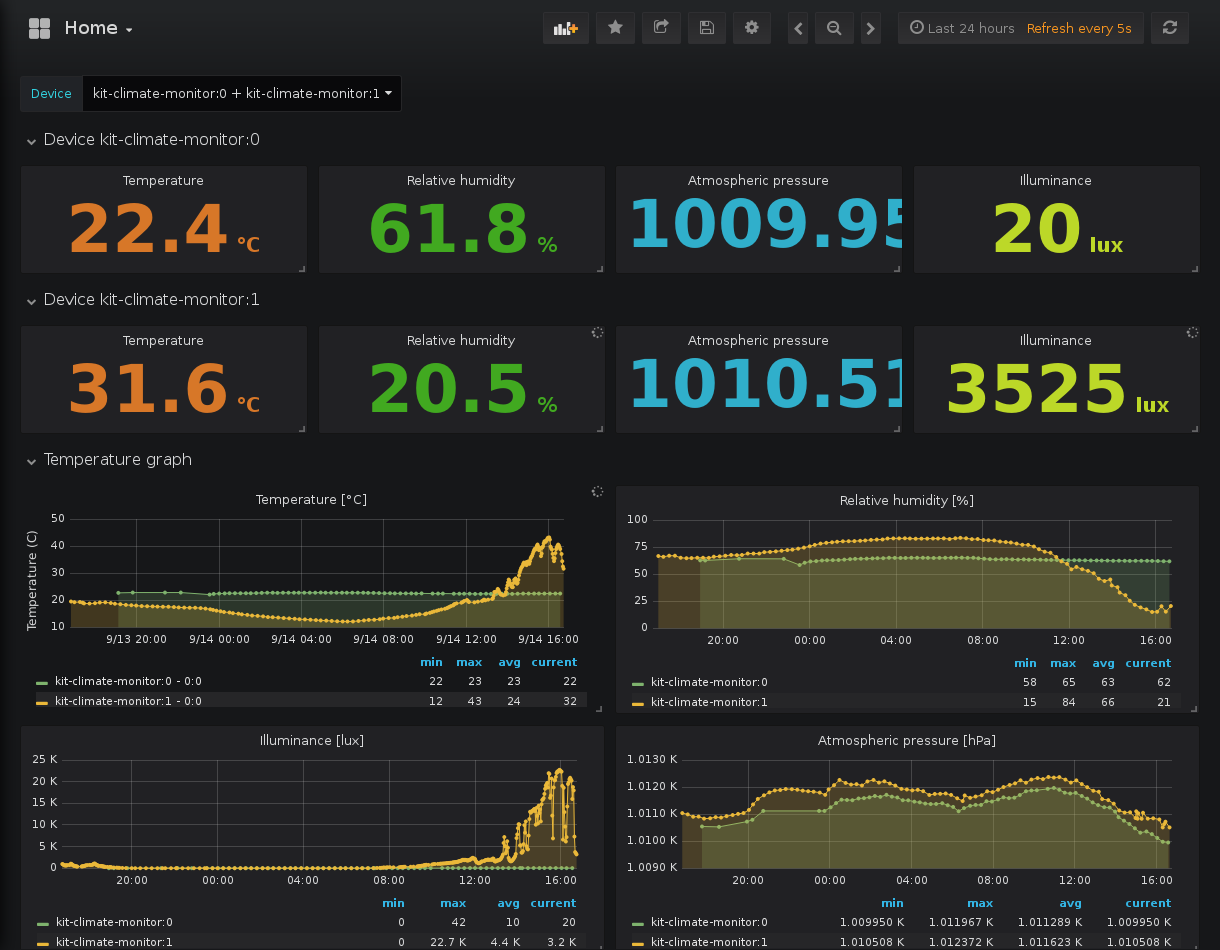 Home
Last 24 hours Refresh every 5s
Device kit-climate-monitor:0 + kit-climate-monitor:1
Device kit-climate-monitor:0
Temperature Relative humidity Atmospheric pressure Illuminance
22.4 °C 61.8 % 1009.95 20 lux
Device kit-climate-monitor:1
Temperature Relative humidity Atmospheric pressure Illuminance
31.6 °C 20.5 % 1010.51 3525 lux
Temperature graph
Temperature [°C]
Temperature (C)
50
40
30
20
10
9/13 20:00 9/14 00:00 9/14 04:00 9/14 08:00 9/14 12:00 9/14 16:00
min max avg current
kit-climate-monitor:0 - 0:0 22 23 23 22
kit-climate-monitor:1 - 0:0 12 43 24 32
Relative humidity [%]
100
75
50
25
0
20:00 00:00 04:00 08:00 12:00 16:00
min max avg current
kit-climate-monitor:0 58 65 63 62
kit-climate-monitor:1 15 84 66 21
Illuminance [lux]
25 K
20 K
15 K
10 K
5 K
0
20:00 00:00 04:00 08:00 12:00 16:00
min max avg current
kit-climate-monitor:0 0 42 10 20
kit-climate-monitor:1 0 22.7 K 4.4 K 3.2 K
Atmospheric pressure [hPa]
1.0130 K
1.0120 K
1.0110 K
1.0100 K
1.0090 K
20:00 00:00 04:00 08:00 12:00 16:00
min max avg current
kit-climate-monitor:0 1.009950 K 1.011967 K 1.011289 K 1.009950 K
kit-climate-monitor:1 1.010508 K 1.012372 K 1.011623 K 1.010508 K